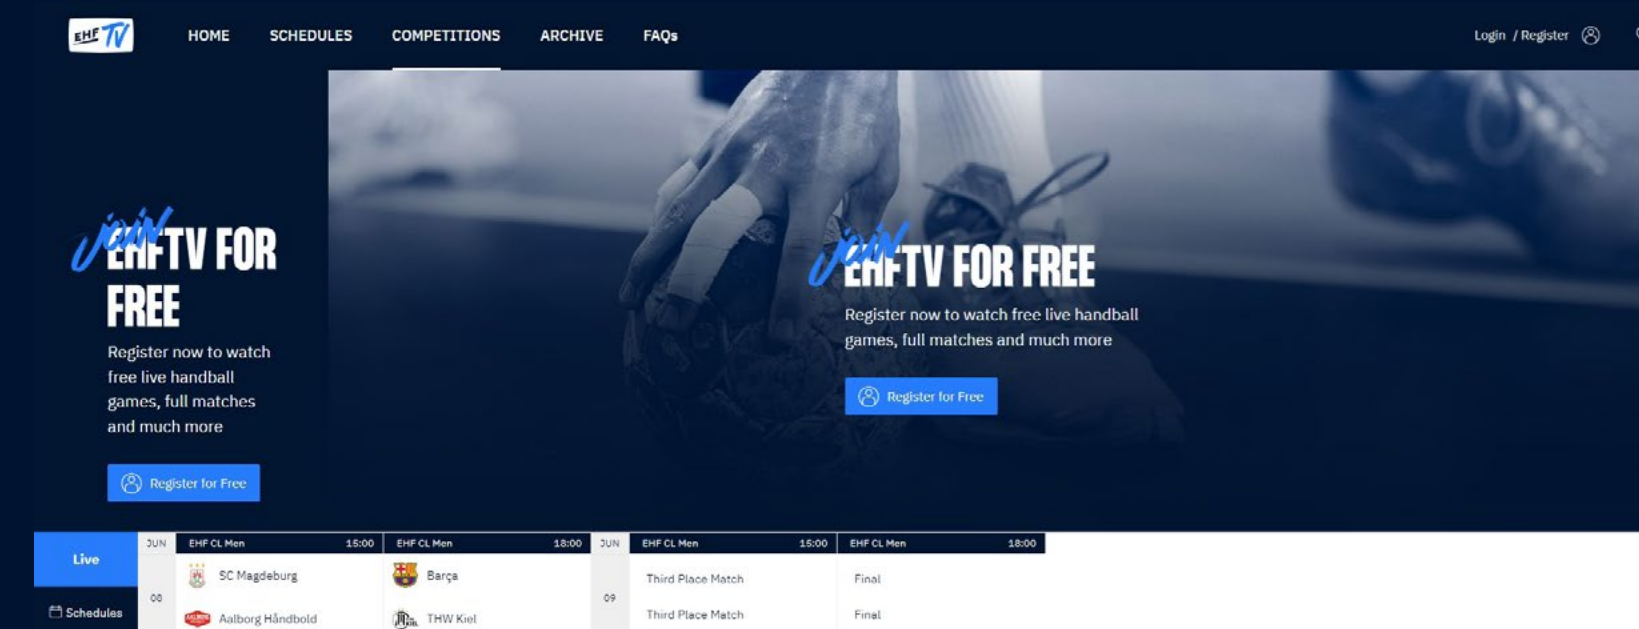 EHF TV
HOME
SCHEDULES
COMPETITIONS
ARCHIVE
FAQs
Login / Register
join
EHFTV FOR
FREE
Register now to watch
free live handball
games, full matches
and much more
Register for Free
join
EHFTV FOR FREE
Register now to watch free live handball
games, full matches and much more
Register for Free
Live
Schedules
JUN
08
EHF CL Men 15:00
SC Magdeburg
Aalborg Håndbold
EHF CL Men 18:00
Barça
THW Kiel
JUN
09
EHF CL Men 15:00
Third Place Match
Third Place Match
EHF CL Men 18:00
Final
Final